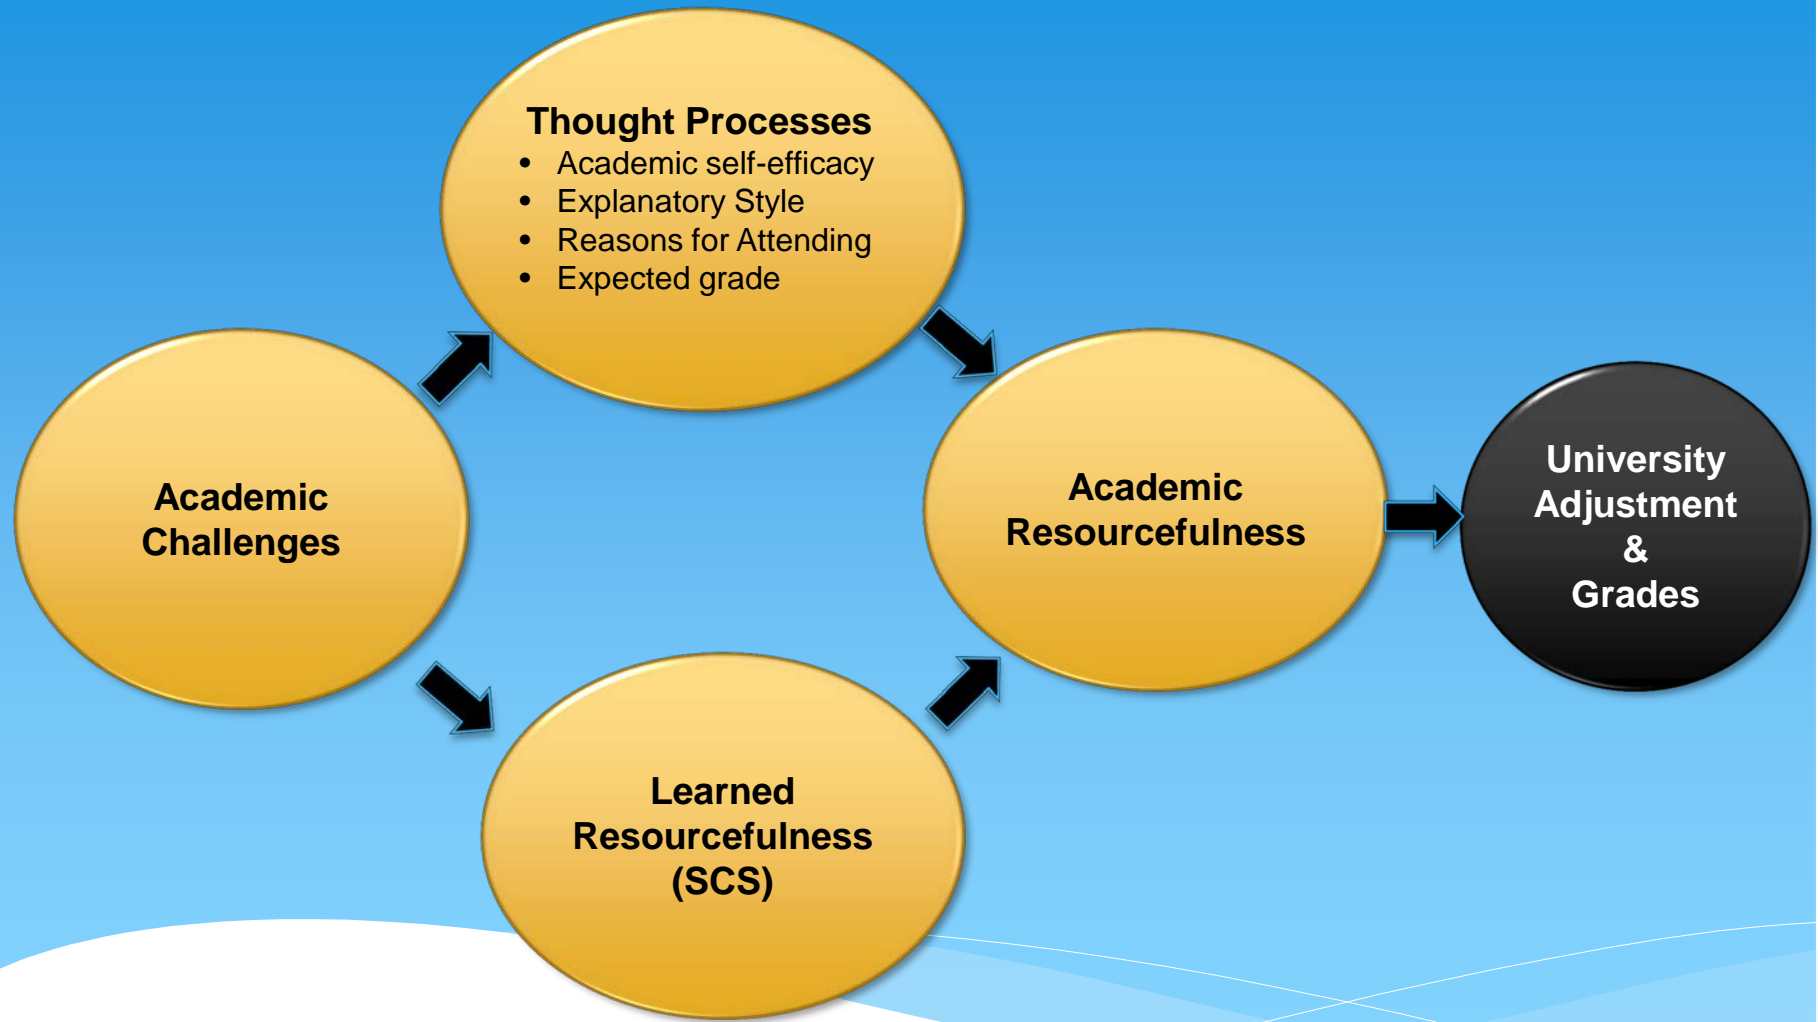 Thought Processes
• Academic self-efficacy
• Explanatory Style
• Reasons for Attending
• Expected grade
Academic
Challenges
Academic
Resourcefulness
University
Adjustment
&
Grades
Learned
Resourcefulness
(SCS)